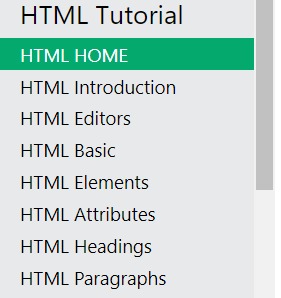 HTML Tutorial
HTML HOME
HTML Introduction
HTML Editors
HTML Basic
HTML Elements
HTML Attributes
HTML Headings
HTML Paragraphs